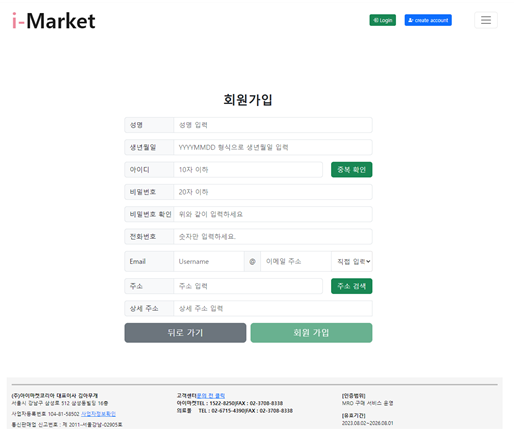 i-Market
Login
create account
회원가입
성명 성명 입력
생년월일 YYYYMMDD 형식으로 생년월일 입력
아이디 10자 이하 중복 확인
비밀번호 20자 이하
비밀번호 확인 위와 같이 입력하세요
전화번호 숫자만 입력하세요.
Email Username @ 이메일 주소 직접 입력
주소 주소 입력 주소 검색
상세 주소 상세 주소 입력
뒤로 가기 회원 가입
(주)아이마켓코리아 대표이사 김아무개
서울시 강남구 삼성로 512 삼성동빌딩 16층
사업자등록번호 104-81-58502 사업자정보확인
통신판매업 신고번호 : 제 2011-서울강남-02905호
고객센터문의 전 클릭
아이마켓TEL : 1522-8250|FAX : 02-3708-8338
의료몰 TEL : 02-6715-4390|FAX : 02-3708-8338
[인증범위]
MRO 구매 서비스 운영
[유효기간]
2023.08.02~2026.08.01